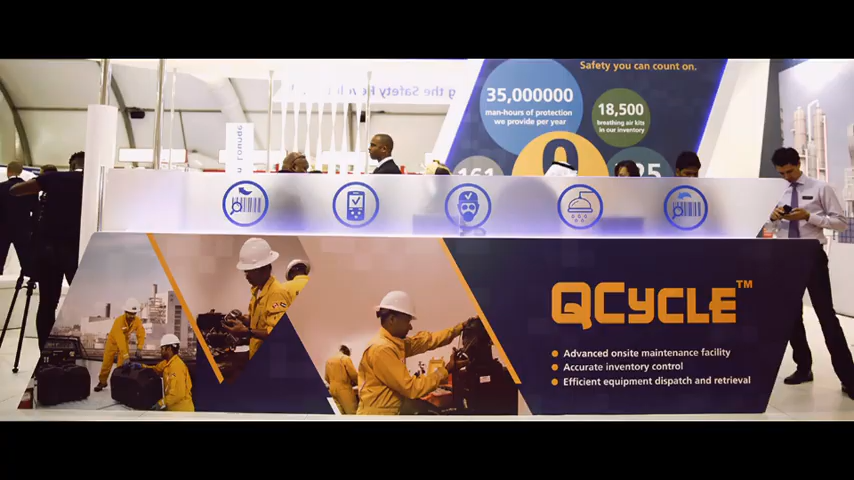 Safety you can count on.
35,000000
man-hours of protection
we provide per year
18,500
breathing air kits
in our inventory
161
QCYCLE™
Advanced onsite maintenance facility
Accurate inventory control
Efficient equipment dispatch and retrieval